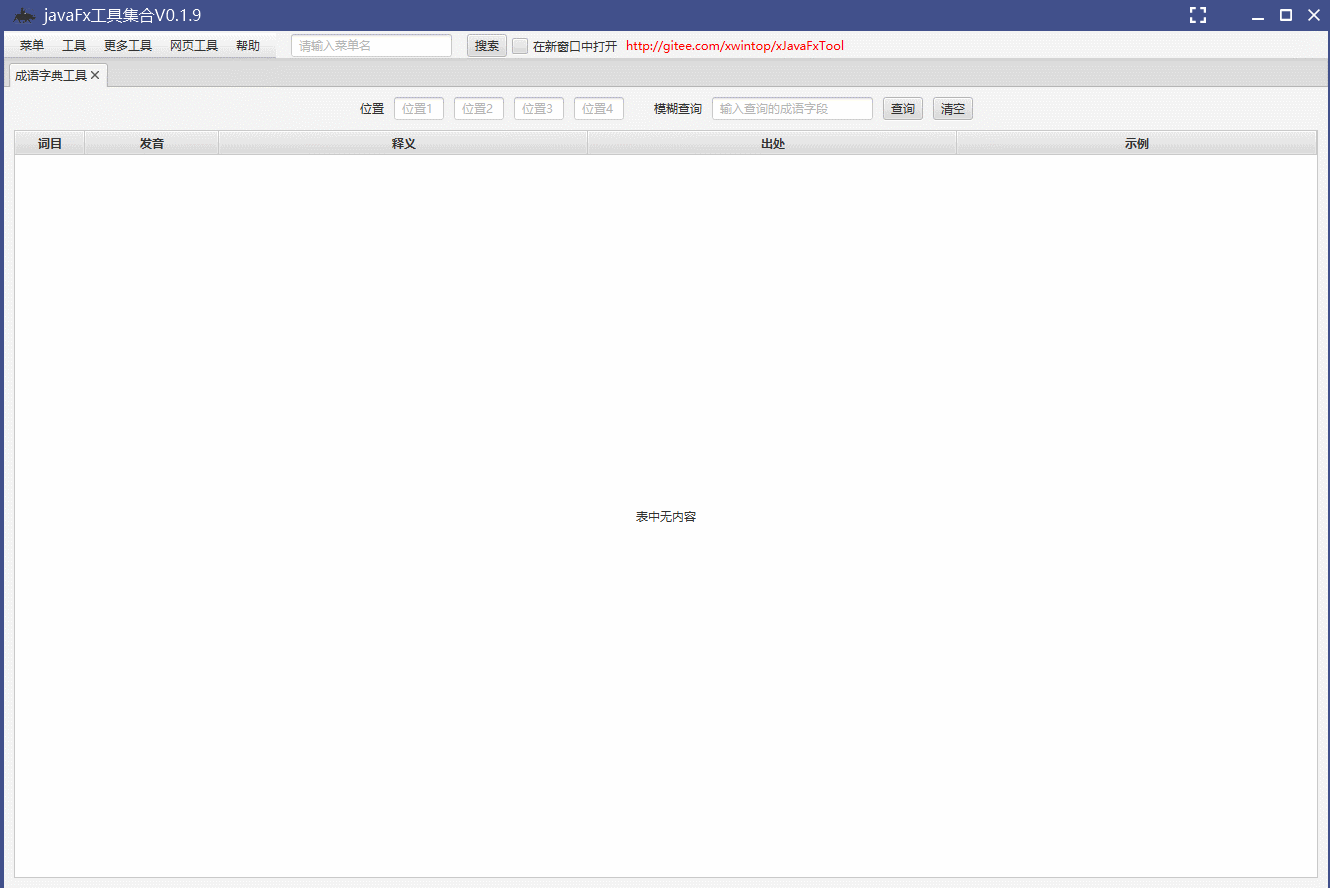 javaFx工具集合V0.1.9
菜单 工具 更多工具 网页工具 帮助 请输入菜单名 搜索 在新窗口中打开 http://gitee.com/xwintop/xJavaFxTool
成语字典工具
位置 位置1 位置2 位置3 位置4 模糊查询 输入查询的成语字段 查询 清空
词目 发音 释义 出处 示例
表中无内容